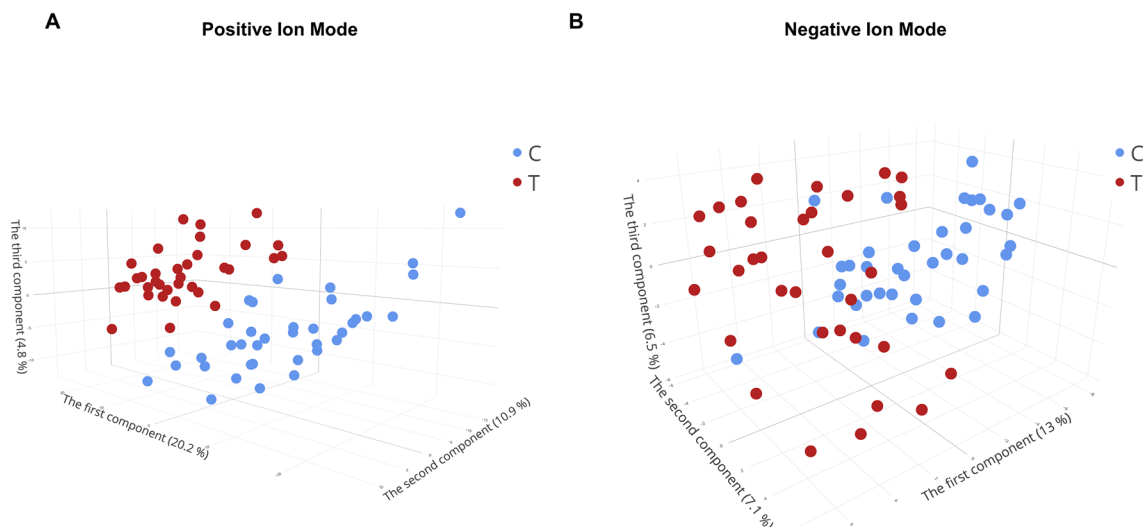 A
Positive Ion Mode
C
T
The third component (4.8 %)
The first component (20.2 %)
The second component (10.9 %)
B
Negative Ion Mode
C
T
The third component (6.5 %)
The second component (7.1 %)
The first component (13 %)